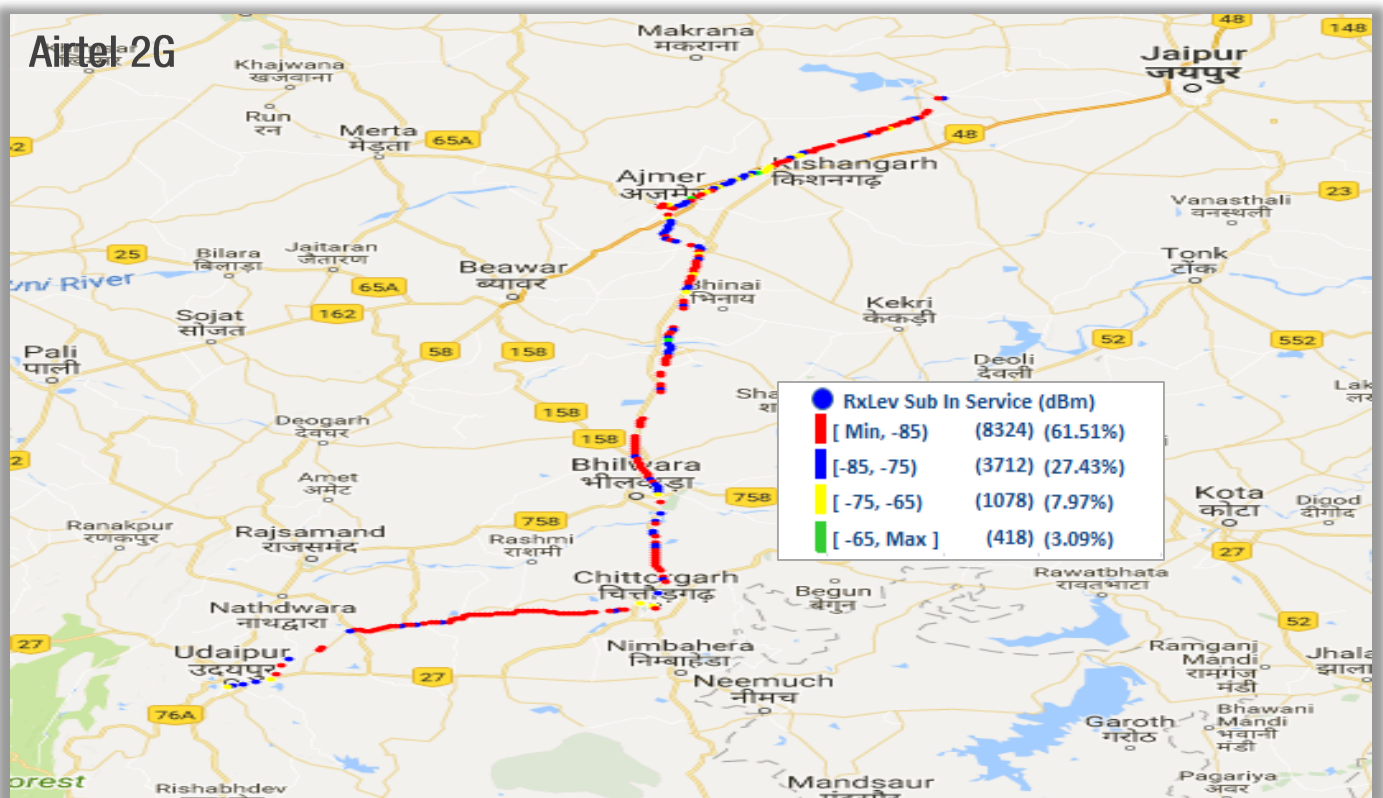 Airtel 2G
Makrana
मकराना
48
148
Jaipur
जयपुर
Khajwana
खजवाना
Run
रन
Merta
मेड़ता
65A
48
Kishangarh
किशनगढ़
Ajmer
अजमेर
23
Vanasthali
वनस्थली
25
Bilara
बिलाड़ा
Jaitaran
जैतारण
Beawar
ब्यावर
Tonk
टोंक
River
65A
Bhinai
भिनाय
Kekri
केकड़ी
162
Sojat
सोजत
Pali
पाली
58
158
52
552
Deoli
देवली
Deogarh
देवघर
158
158
RxLev Sub In Service (dBm)
[ Min, -85) (8324) (61.51%)
[-85, -75) (3712) (27.43%)
[ -75, -65) (1078) (7.97%)
[ -65, Max ] (418) (3.09%)
Bhilwara
भीलवाड़ा
Amet
अमेट
758
Kota
कोटा
Digod
दीगोद
Ranakpur
रणकपुर
Rajsamand
राजसमंद
758
Rashmi
राशमी
27
Chittorgarh
चित्तौड़गढ़
Begun
बेगुन
Rawatbhata
रावतभाटा
Nathdwara
नाथद्वारा
52
27
Udaipur
उदयपुर
Nimbahera
निम्बाहेडा
Ramganj
Mandi
रामगंज
मंडी
27
Neemuch
नीमच
76A
Garoth
गरोठ
Bhawani
Mandi
भवानी
मंडी
Rishabhdev
Mandsaur
Pagariya